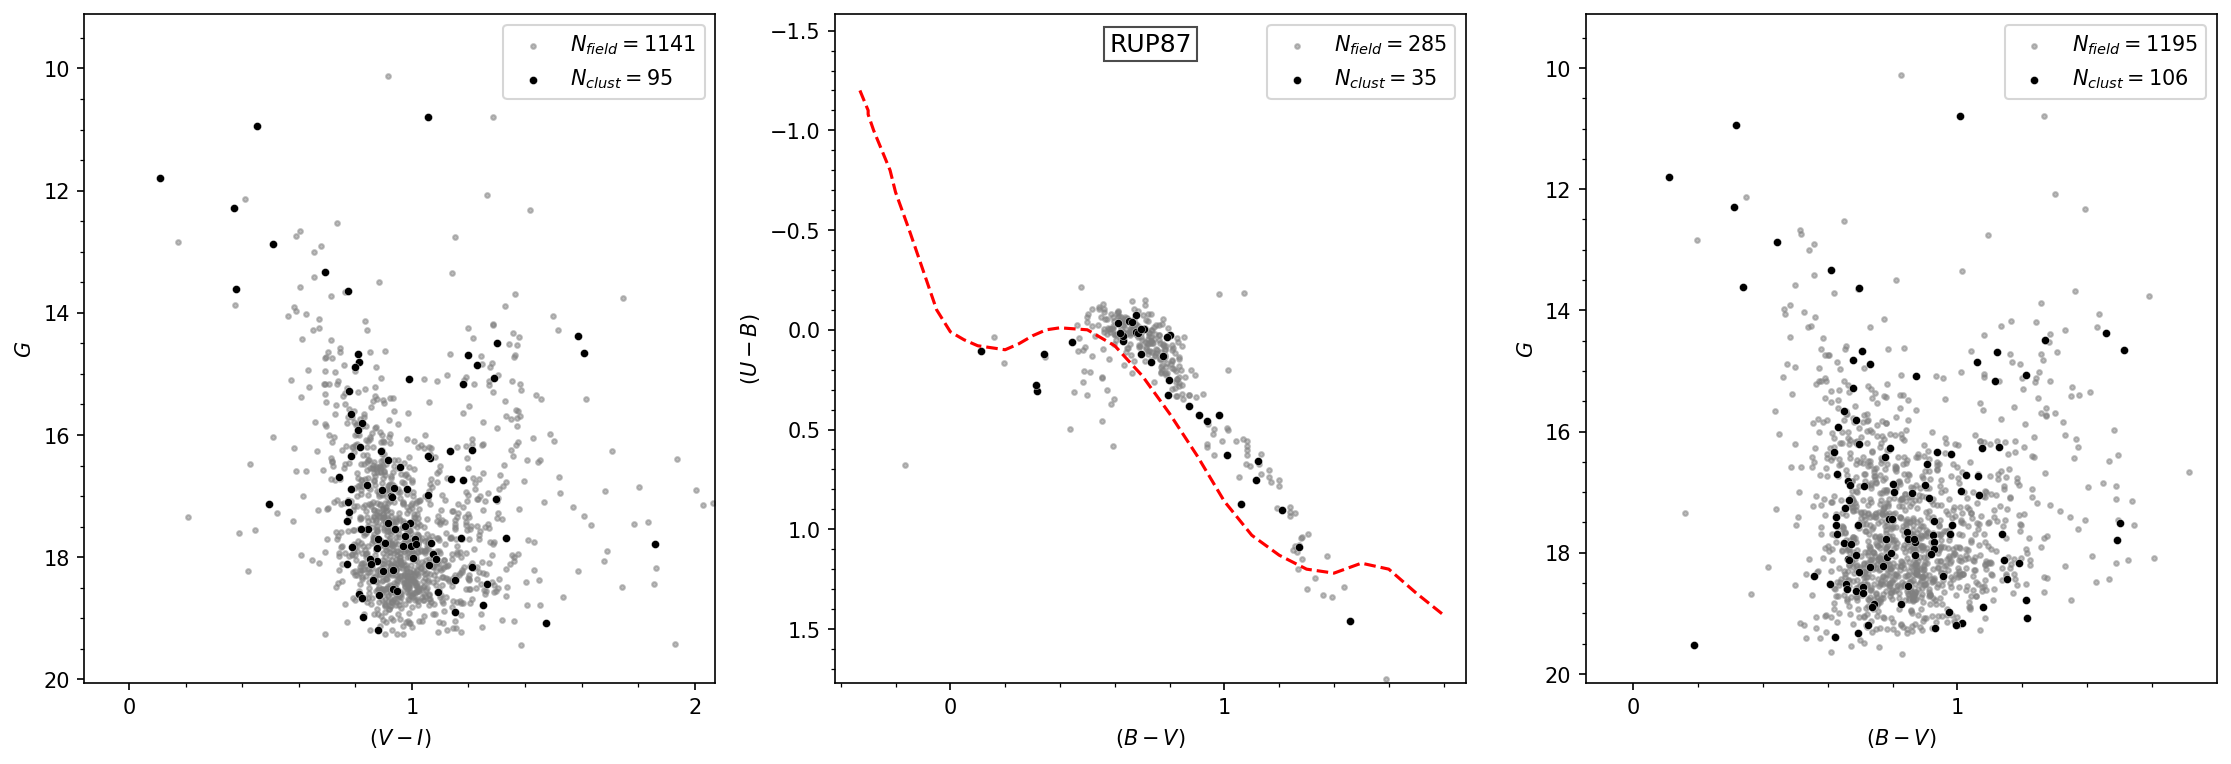 N_field = 1141
N_clust = 95
10
12
14
16
18
20
G
0
1
2
(V − I)
RUP87
N_field = 285
N_clust = 35
−1.5
−1.0
−0.5
0.0
0.5
1.0
1.5
(U − B)
0
1
(B − V)
N_field = 1195
N_clust = 106
10
12
14
16
18
20
G
0
1
(B − V)